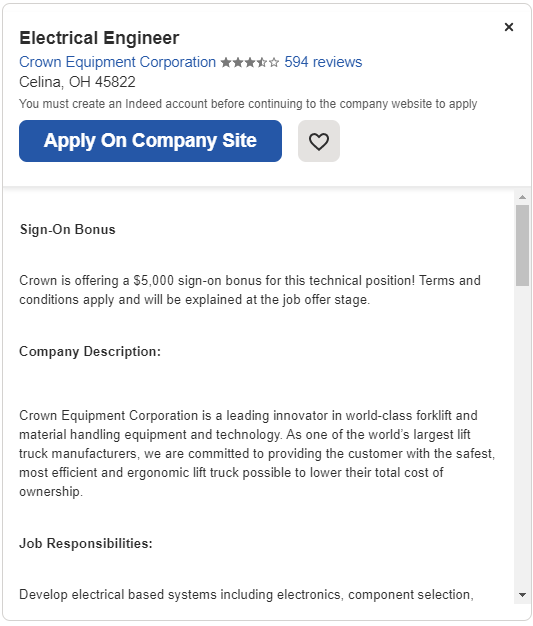 Electrical Engineer
Crown Equipment Corporation 594 reviews
Celina, OH 45822
You must create an Indeed account before continuing to the company website to apply
Apply On Company Site
Sign-On Bonus
Crown is offering a $5,000 sign-on bonus for this technical position! Terms and
conditions apply and will be explained at the job offer stage.
Company Description:
Crown Equipment Corporation is a leading innovator in world-class forklift and
material handling equipment and technology. As one of the world's largest lift
truck manufacturers, we are committed to providing the customer with the safest,
most efficient and ergonomic lift truck possible to lower their total cost of
ownership.
Job Responsibilities:
Develop electrical based systems including electronics, component selection,